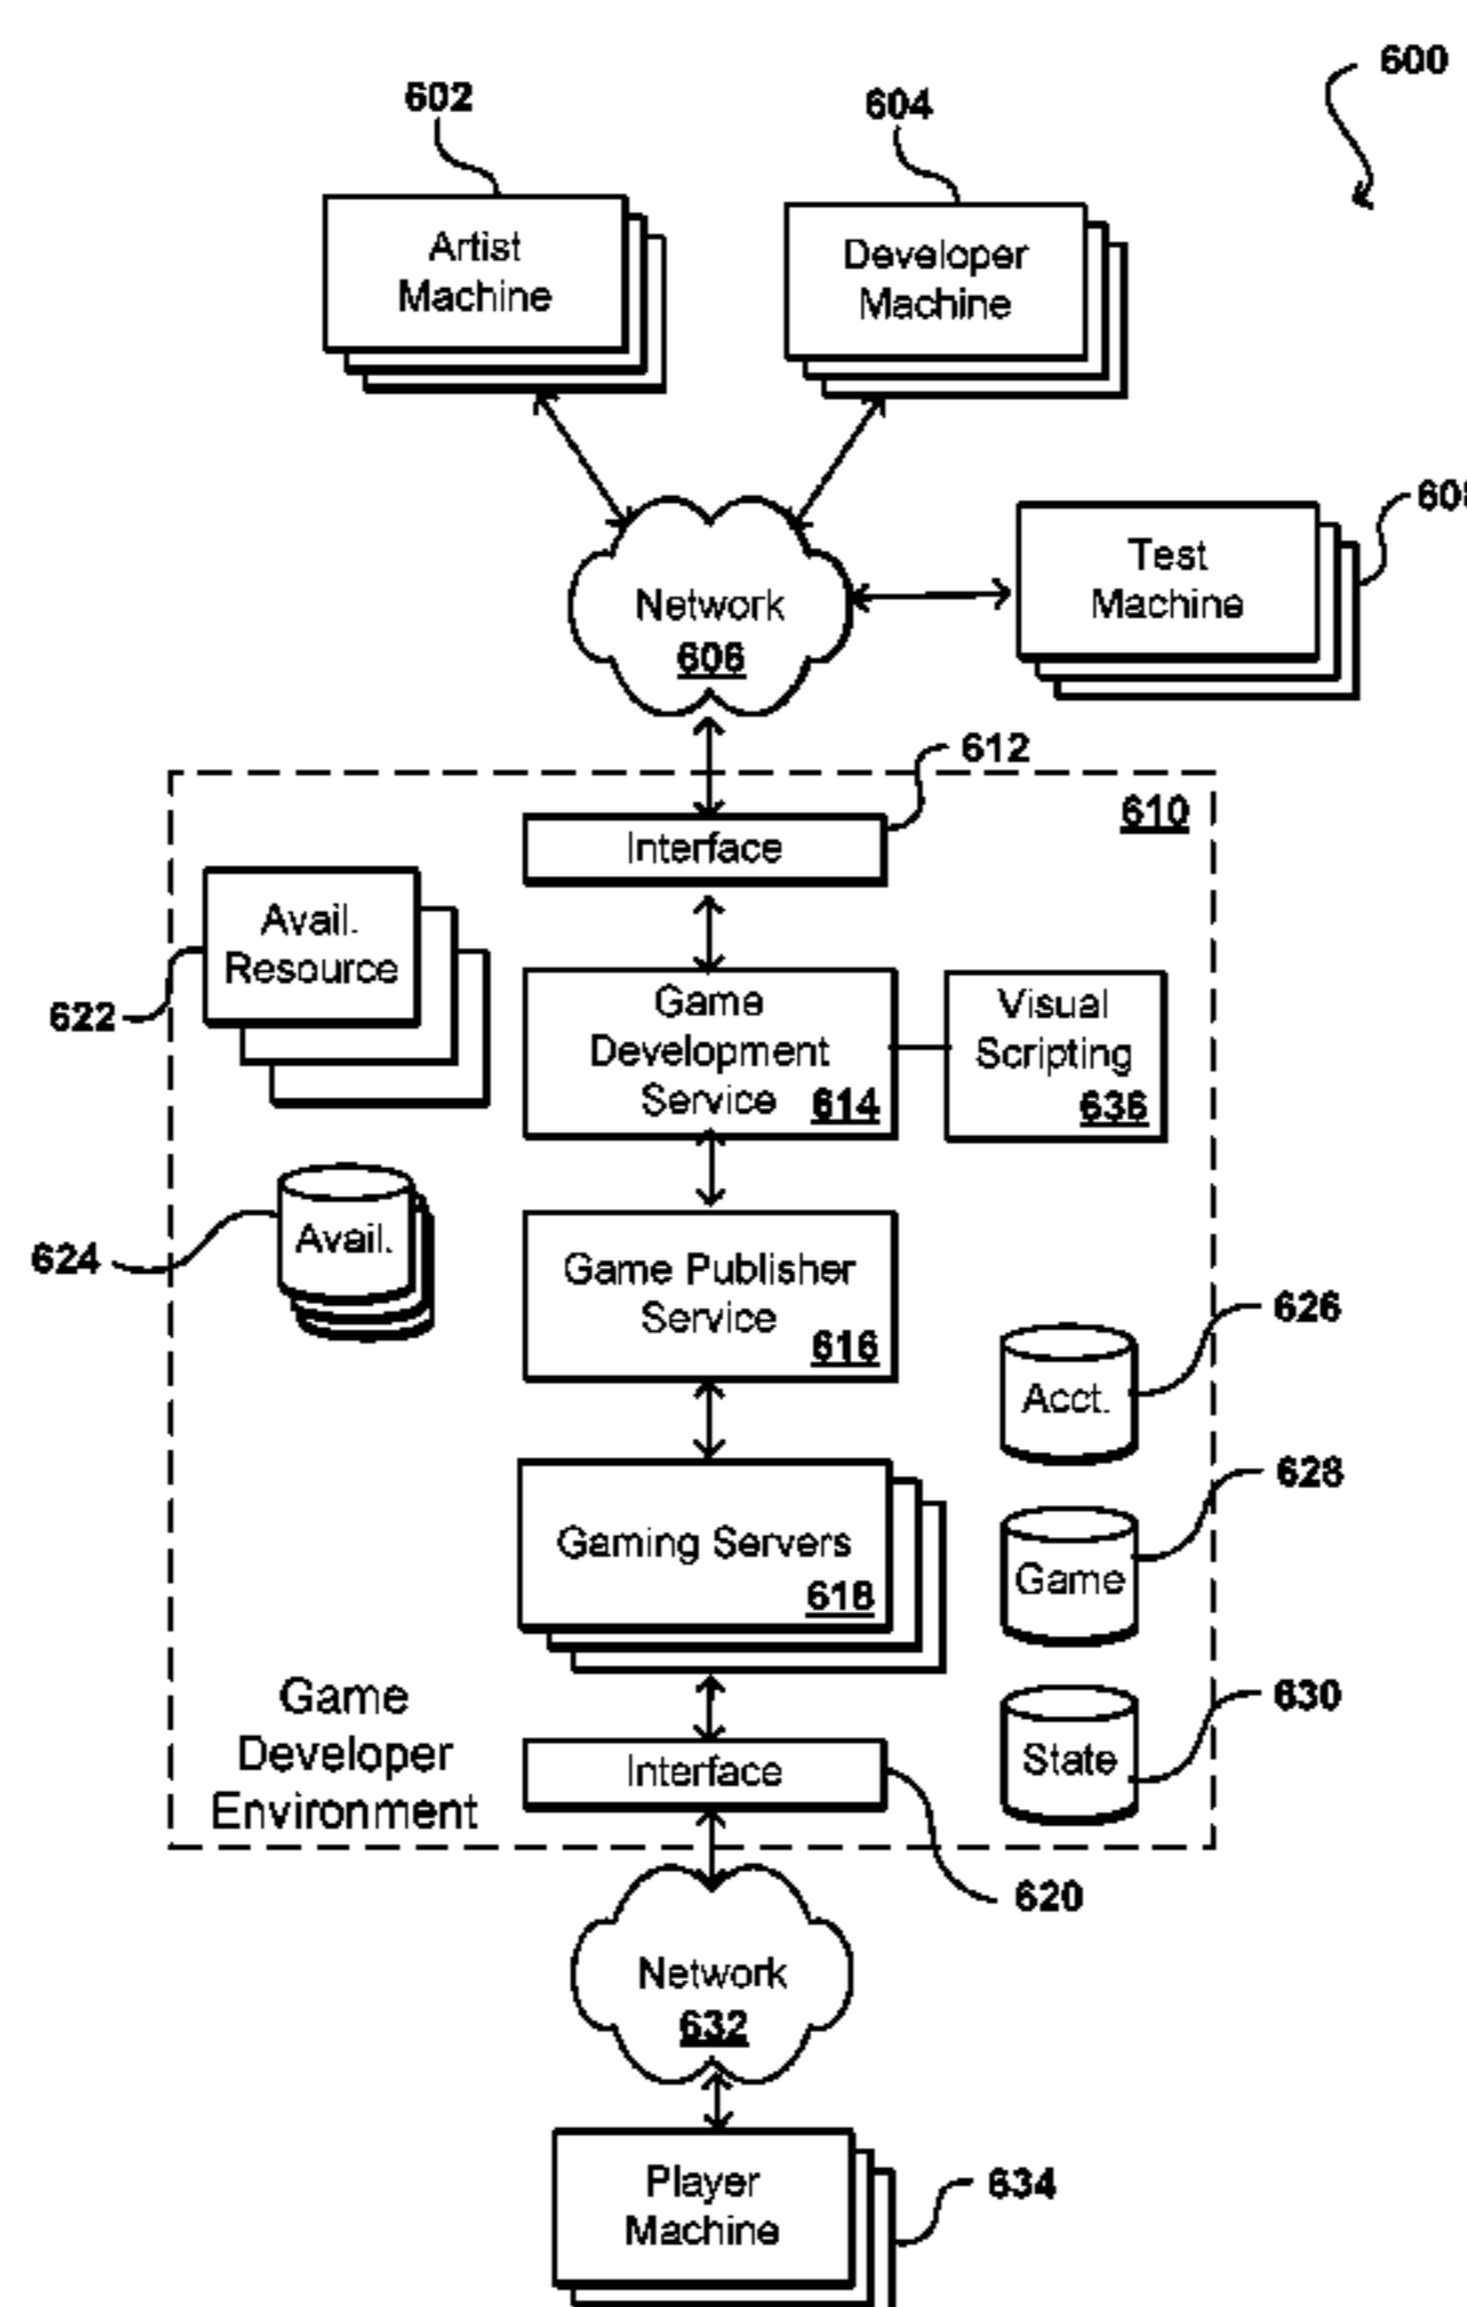 600
602
604
Artist
Machine
Developer
Machine
Test
Machine
Network
606
612
610
Interface
Avail.
Resource
622
Game
Development
Service 614
Visual
Scripting
636
Avail.
624
Game Publisher
Service
616
626
Acct.
628
Gaming Servers
618
Game
Game
Developer
Environment
630
State
Interface
620
Network
632
Player
Machine
634